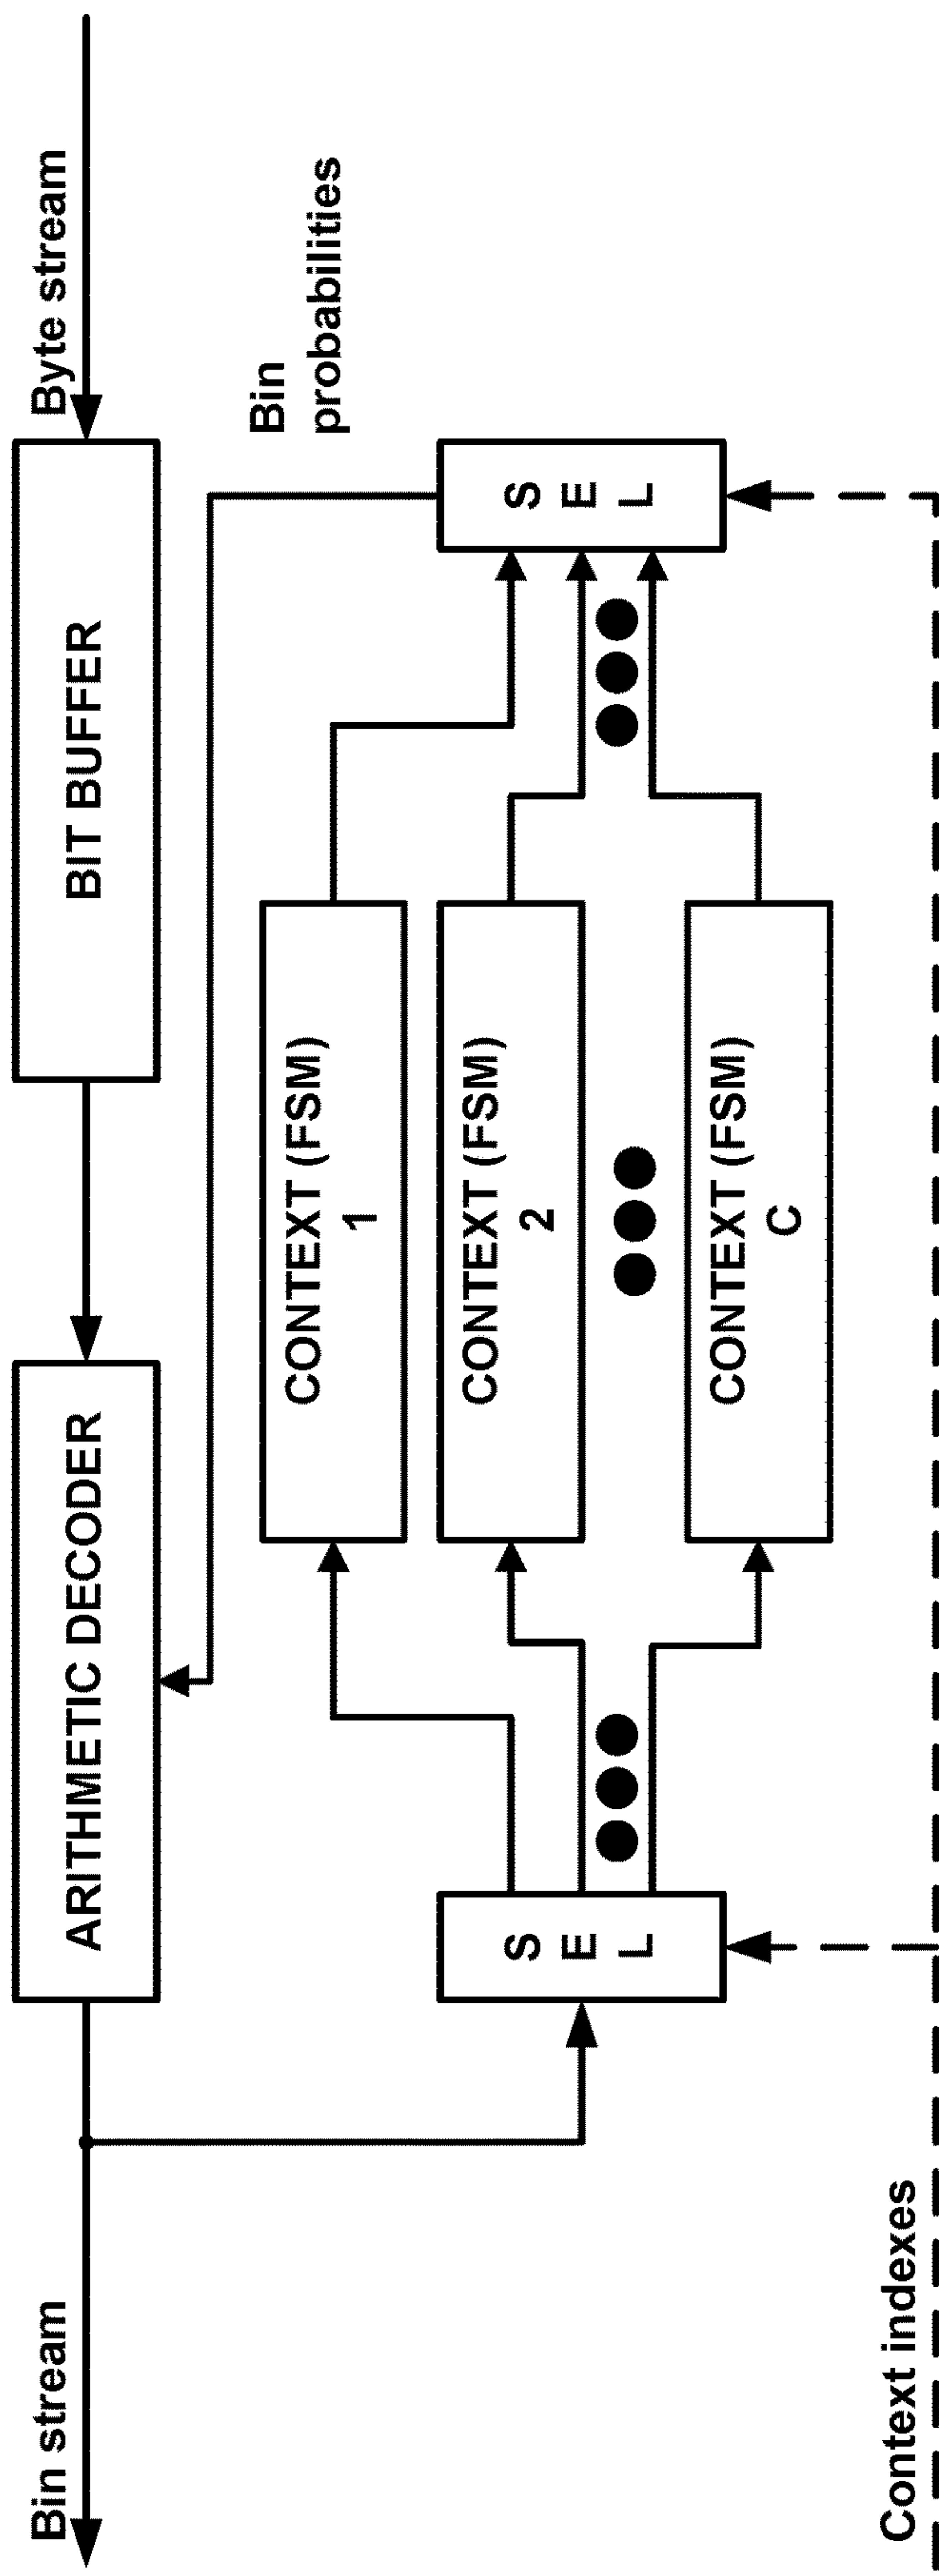 Bin stream
Byte stream
ARITHMETIC DECODER
BIT BUFFER
Bin
probabilities
CONTEXT (FSM)
1
CONTEXT (FSM)
2
S
E
L
S
E
L
CONTEXT (FSM)
C
Context indexes